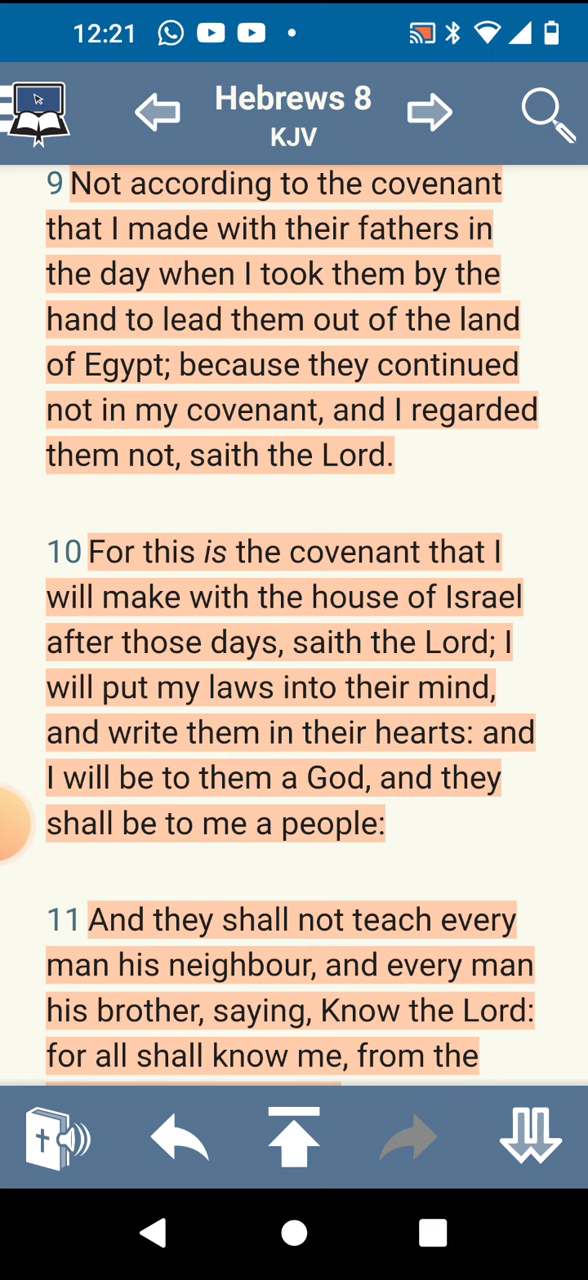 12:21
Hebrews 8
KJV
9 Not according to the covenant
that I made with their fathers in
the day when I took them by the
hand to lead them out of the land
of Egypt; because they continued
not in my covenant, and I regarded
them not, saith the Lord.
10 For this is the covenant that I
will make with the house of Israel
after those days, saith the Lord; I
will put my laws into their mind,
and write them in their hearts: and
I will be to them a God, and they
shall be to me a people:
11 And they shall not teach every
man his neighbour, and every man
his brother, saying, Know the Lord:
for all shall know me, from the